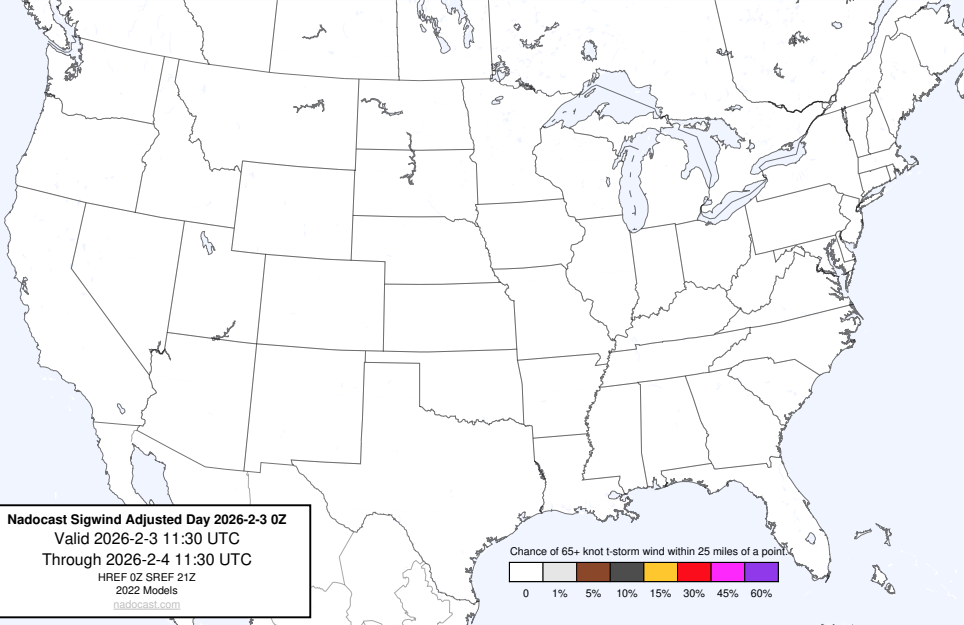 Nadocast Sigwind Adjusted Day 2026-2-3 0Z
Valid 2026-2-3 11:30 UTC
Through 2026-2-4 11:30 UTC
HREF 0Z SREF 21Z
2022 Models
nadocast.com
Chance of 65+ knot t-storm wind within 25 miles of a point.
0 1% 5% 10% 15% 30% 45% 60%